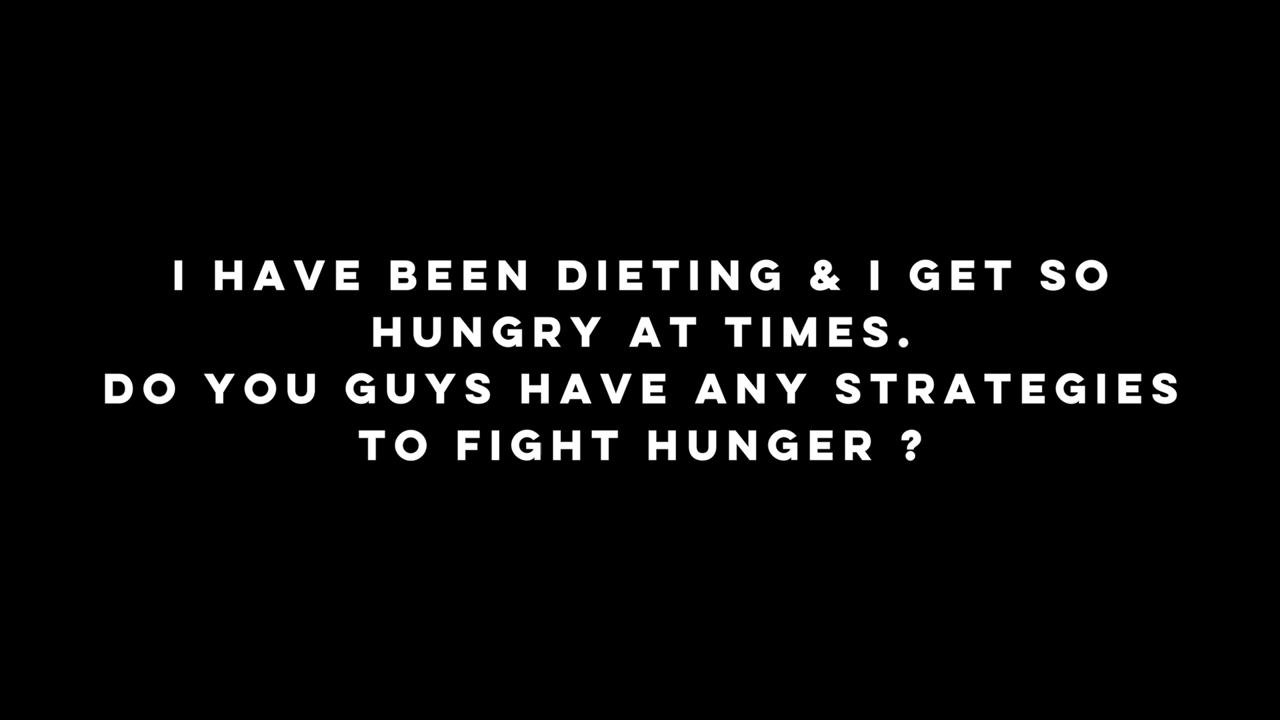 I HAVE BEEN DIETING & I GET SO
HUNGRY AT TIMES.
DO YOU GUYS HAVE ANY STRATEGIES
TO FIGHT HUNGER ?